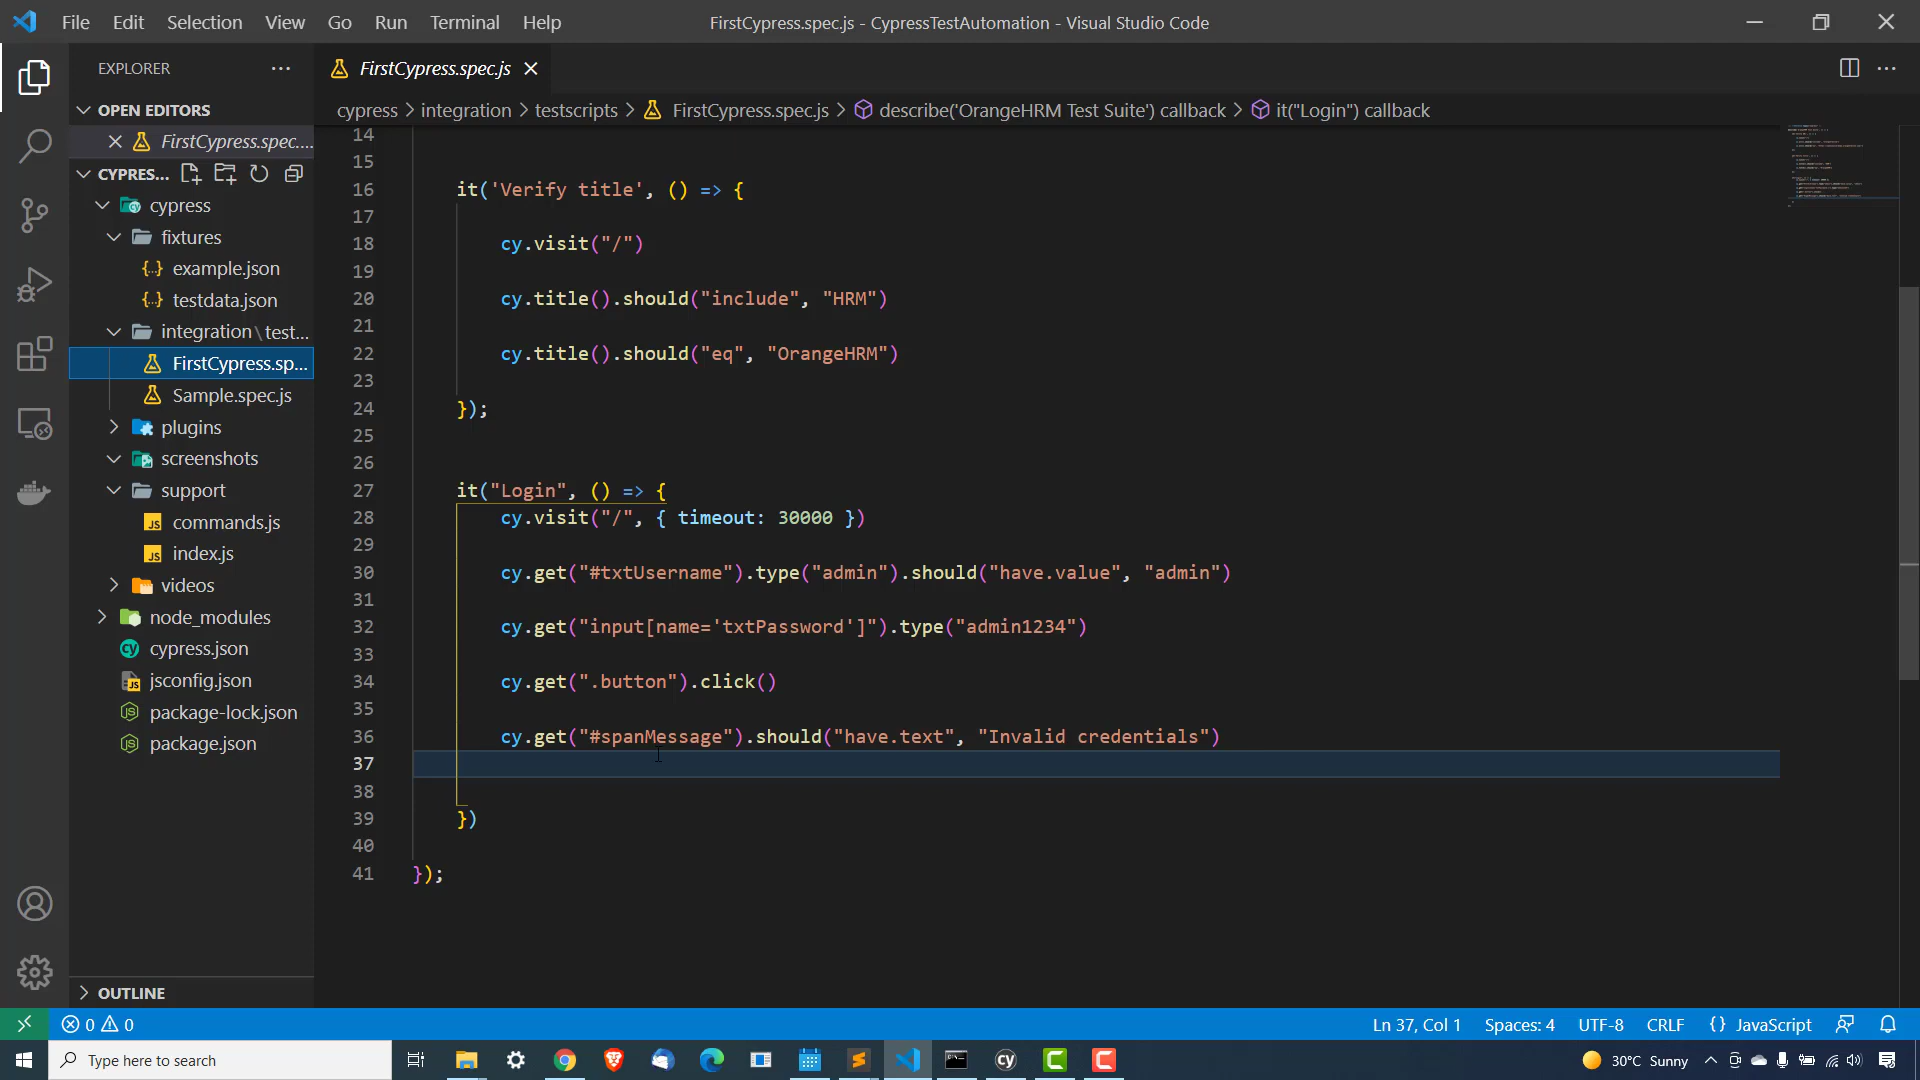 File Edit Selection View Go Run Terminal Help
FirstCypress.spec.js - CypressTestAutomation - Visual Studio Code
EXPLORER
OPEN EDITORS
FirstCypress.spec....
CYPRES...
cypress
fixtures
example.json
testdata.json
integration\test...
FirstCypress.sp...
Sample.spec.js
plugins
screenshots
support
commands.js
index.js
videos
node_modules
cypress.json
jsconfig.json
package-lock.json
package.json
OUTLINE
FirstCypress.spec.js
cypress > integration > testscripts > FirstCypress.spec.js > describe('OrangeHRM Test Suite') callback > it("Login") callback
14
15
16 it('Verify title', () => {
17
18 cy.visit("/")
19
20 cy.title().should("include", "HRM")
21
22 cy.title().should("eq", "OrangeHRM")
23
24 });
25
26
27 it("Login", () => {
28 cy.visit("/", { timeout: 30000 })
29
30 cy.get("#txtUsername").type("admin").should("have.value", "admin")
31
32 cy.get("input[name='txtPassword']").type("admin1234")
33
34 cy.get(".button").click()
35
36 cy.get("#spanMessage").should("have.text", "Invalid credentials")
37
38
39 })
40
41 });
0 0 Ln 37, Col 1 Spaces: 4 UTF-8 CRLF {} JavaScript
Type here to search
cy
30°C Sunny